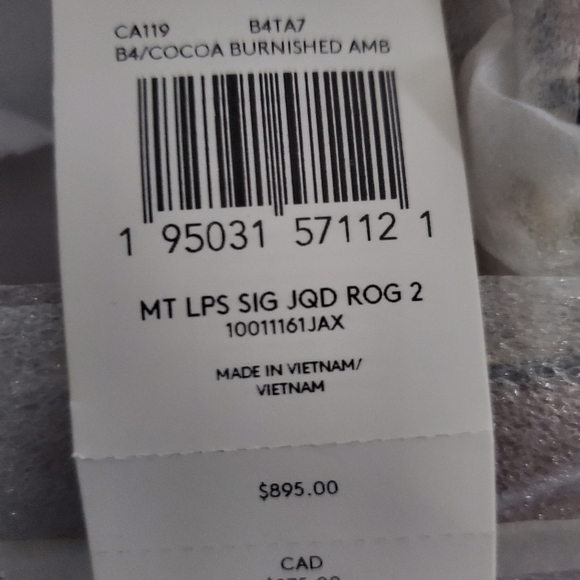 CA119 B4TA7
B4/COCOA BURNISHED AMB
1 95031 57112 1
MT LPS SIG JQD ROG 2
10011161JAX
MADE IN VIETNAM/
VIETNAM
$895.00
CAD